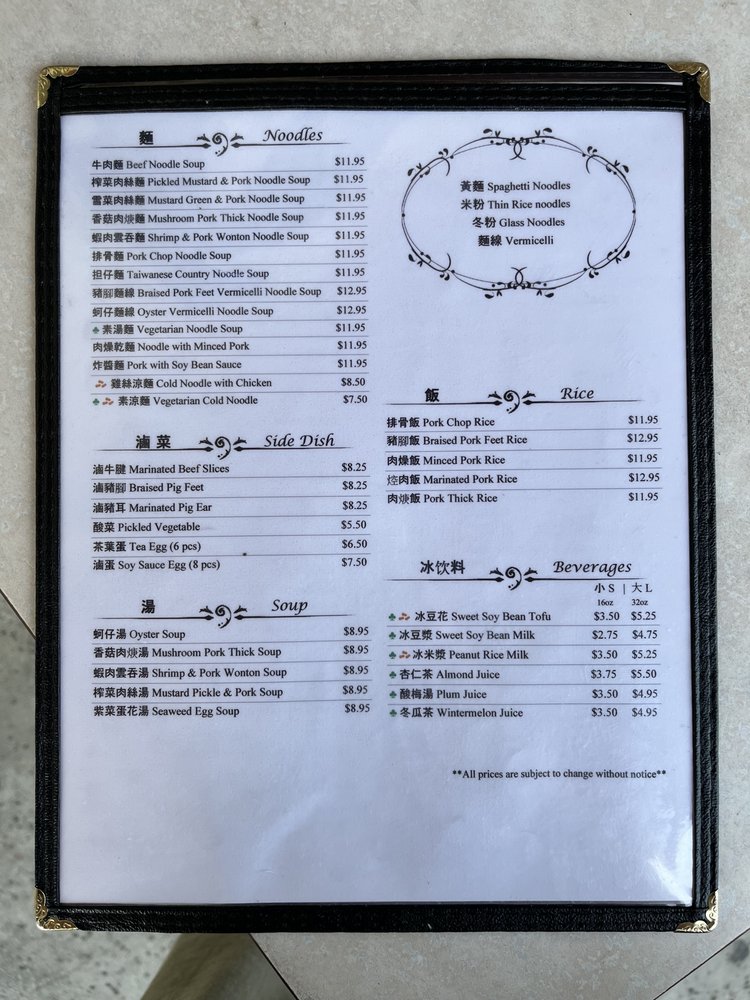 麵 Noodles
牛肉麵 Beef Noodle Soup $11.95
榨菜肉絲麵 Pickled Mustard & Pork Noodle Soup $11.95
雪菜肉絲麵 Mustard Green & Pork Noodle Soup $11.95
香菇肉焿麵 Mushroom Pork Thick Noodle Soup $11.95
蝦肉雲吞麵 Shrimp & Pork Wonton Noodle Soup $11.95
排骨麵 Pork Chop Noodle Soup $11.95
担仔麵 Taiwanese Country Noodle Soup $11.95
豬腳麵線 Braised Pork Feet Vermicelli Noodle Soup $12.95
蚵仔麵線 Oyster Vermicelli Noodle Soup $12.95
素湯麵 Vegetarian Noodle Soup $11.95
肉燥乾麵 Noodle with Minced Pork $11.95
炸醬麵 Pork with Soy Bean Sauce $11.95
雞絲涼麵 Cold Noodle with Chicken $8.50
素涼麵 Vegetarian Cold Noodle $7.50
滷菜 Side Dish
滷牛腱 Marinated Beef Slices $8.25
滷豬腳 Braised Pig Feet $8.25
滷豬耳 Marinated Pig Ear $8.25
酸菜 Pickled Vegetable $5.50
茶葉蛋 Tea Egg (6 pcs) $6.50
滷蛋 Soy Sauce Egg (8 pcs) $7.50
湯 Soup
蚵仔湯 Oyster Soup $8.95
香菇肉焿湯 Mushroom Pork Thick Soup $8.95
蝦肉雲吞湯 Shrimp & Pork Wonton Soup $8.95
榨菜肉絲湯 Mustard Pickle & Pork Soup $8.95
紫菜蛋花湯 Seaweed Egg Soup $8.95
黃麵 Spaghetti Noodles
米粉 Thin Rice noodles
冬粉 Glass Noodles
麵線 Vermicelli
飯 Rice
排骨飯 Pork Chop Rice $11.95
豬腳飯 Braised Pork Feet Rice $12.95
肉燥飯 Minced Pork Rice $11.95
焢肉飯 Marinated Pork Rice $12.95
肉焿飯 Pork Thick Rice $11.95
冰饮料 Beverages
小 S | 大 L
16oz 32oz
冰豆花 Sweet Soy Bean Tofu $3.50 $5.25
冰豆漿 Sweet Soy Bean Milk $2.75 $4.75
冰米漿 Peanut Rice Milk $3.50 $5.25
杏仁茶 Almond Juice $3.75 $5.50
酸梅湯 Plum Juice $3.50 $4.95
冬瓜茶 Wintermelon Juice $3.50 $4.95
**All prices are subject to change without notice**